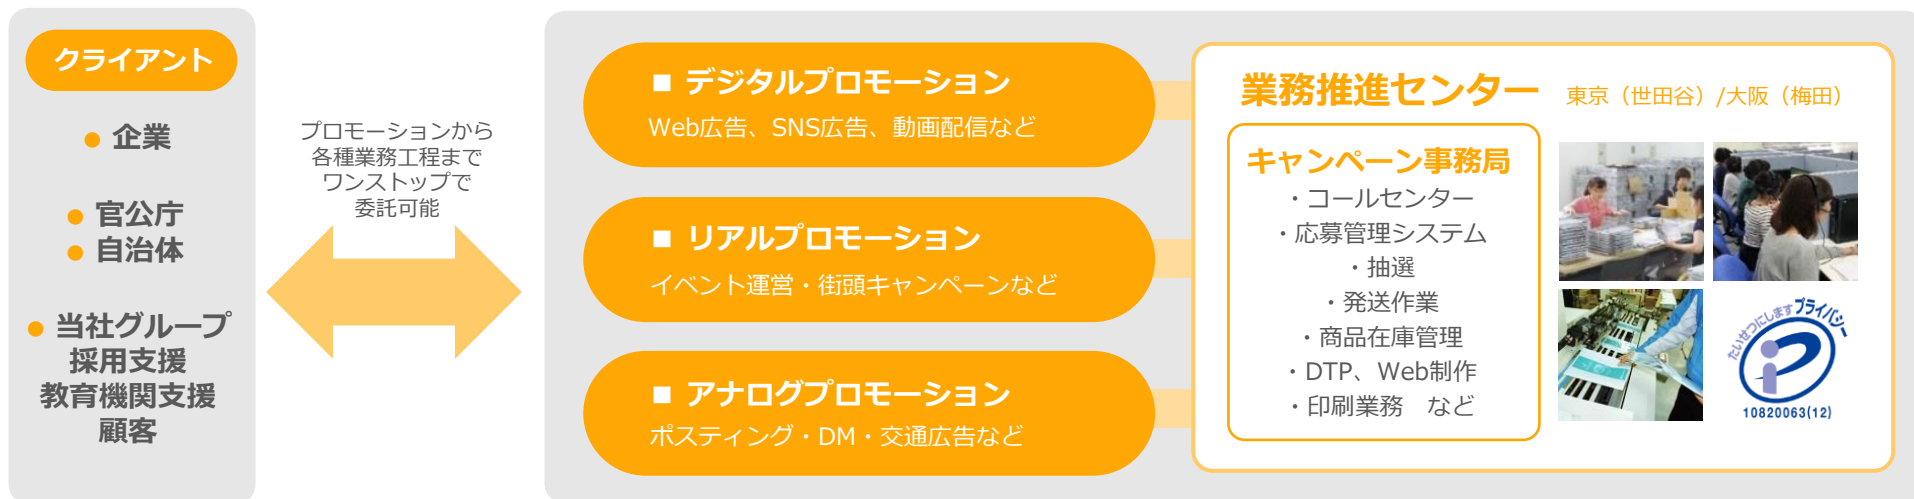 クライアント
● 企業
● 官公庁
● 自治体
● 当社グループ
採用支援
教育機関支援
顧客
プロモーションから
各種業務工程まで
ワンストップで
委託可能
■ デジタルプロモーション
Web広告、SNS広告、動画配信など
■ リアルプロモーション
イベント運営・街頭キャンペーンなど
■ アナログプロモーション
ポスティング・DM・交通広告など
業務推進センター 東京（世田谷）/大阪（梅田）
キャンペーン事務局
・コールセンター
・応募管理システム
・抽選
・発送作業
・商品在庫管理
・DTP、Web制作
・印刷業務　など
たいせつにしますプライバシー
10820063(12)